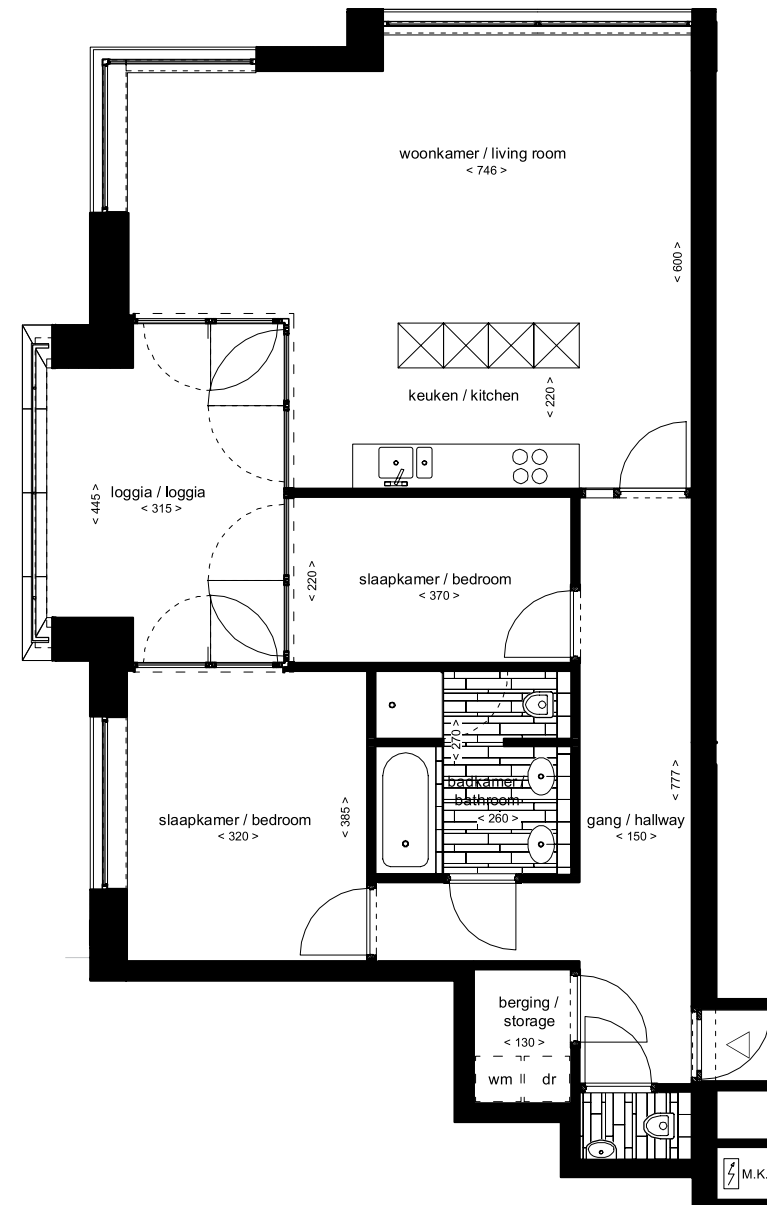 woonkamer / living room
< 746 >
< 600 >
keuken / kitchen
< 220 >
loggia / loggia
< 315 >
< 445 >
slaapkamer / bedroom
< 370 >
< 220 >
< 270 >
badkamer /
bathroom
< 260 >
slaapkamer / bedroom
< 320 >
< 385 >
gang / hallway
< 150 >
< 777 >
berging /
storage
< 130 >
wm
dr
M.K.